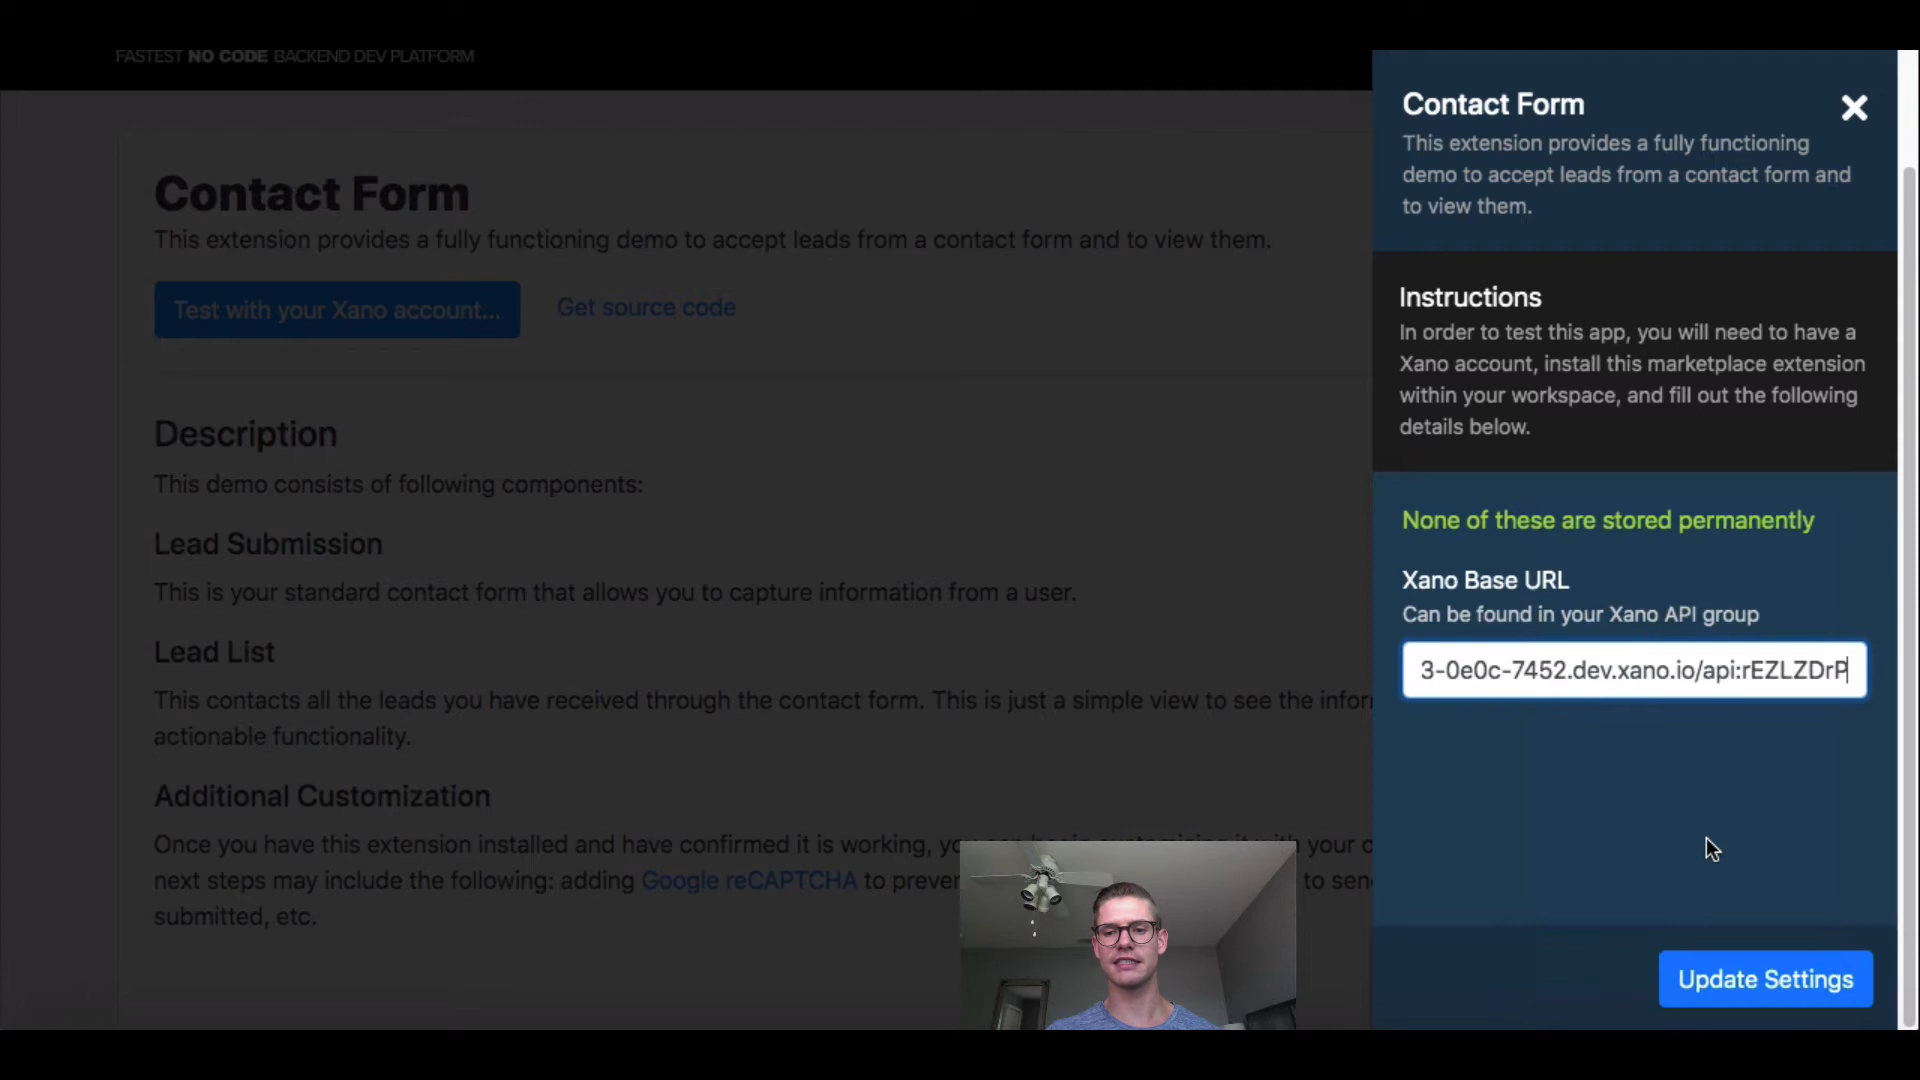 FASTEST NO CODE BACKEND DEV PLATFORM
Contact Form
This extension provides a fully functioning demo to accept leads from a contact form and to view them.
Test with your Xano account...
Get source code
Description
This demo consists of following components:
Lead Submission
This is your standard contact form that allows you to capture information from a user.
Lead List
This contacts all the leads you have received through the contact form. This is just a simple view to see the
actionable functionality.
Additional Customization
Once you have this extension installed and have confirmed it is working, your
next steps may include the following: adding Google reCAPTCHA to to
submitted, etc.
Contact Form
This extension provides a fully functioning
demo to accept leads from a contact form and
to view them.
Instructions
In order to test this app, you will need to have a
Xano account, install this marketplace extension
within your workspace, and fill out the following
details below.
None of these are stored permanently
Xano Base URL
Can be found in your Xano API group
3-0e0c-7452.dev.xano.io/api:rEZLZDrP
Update Settings